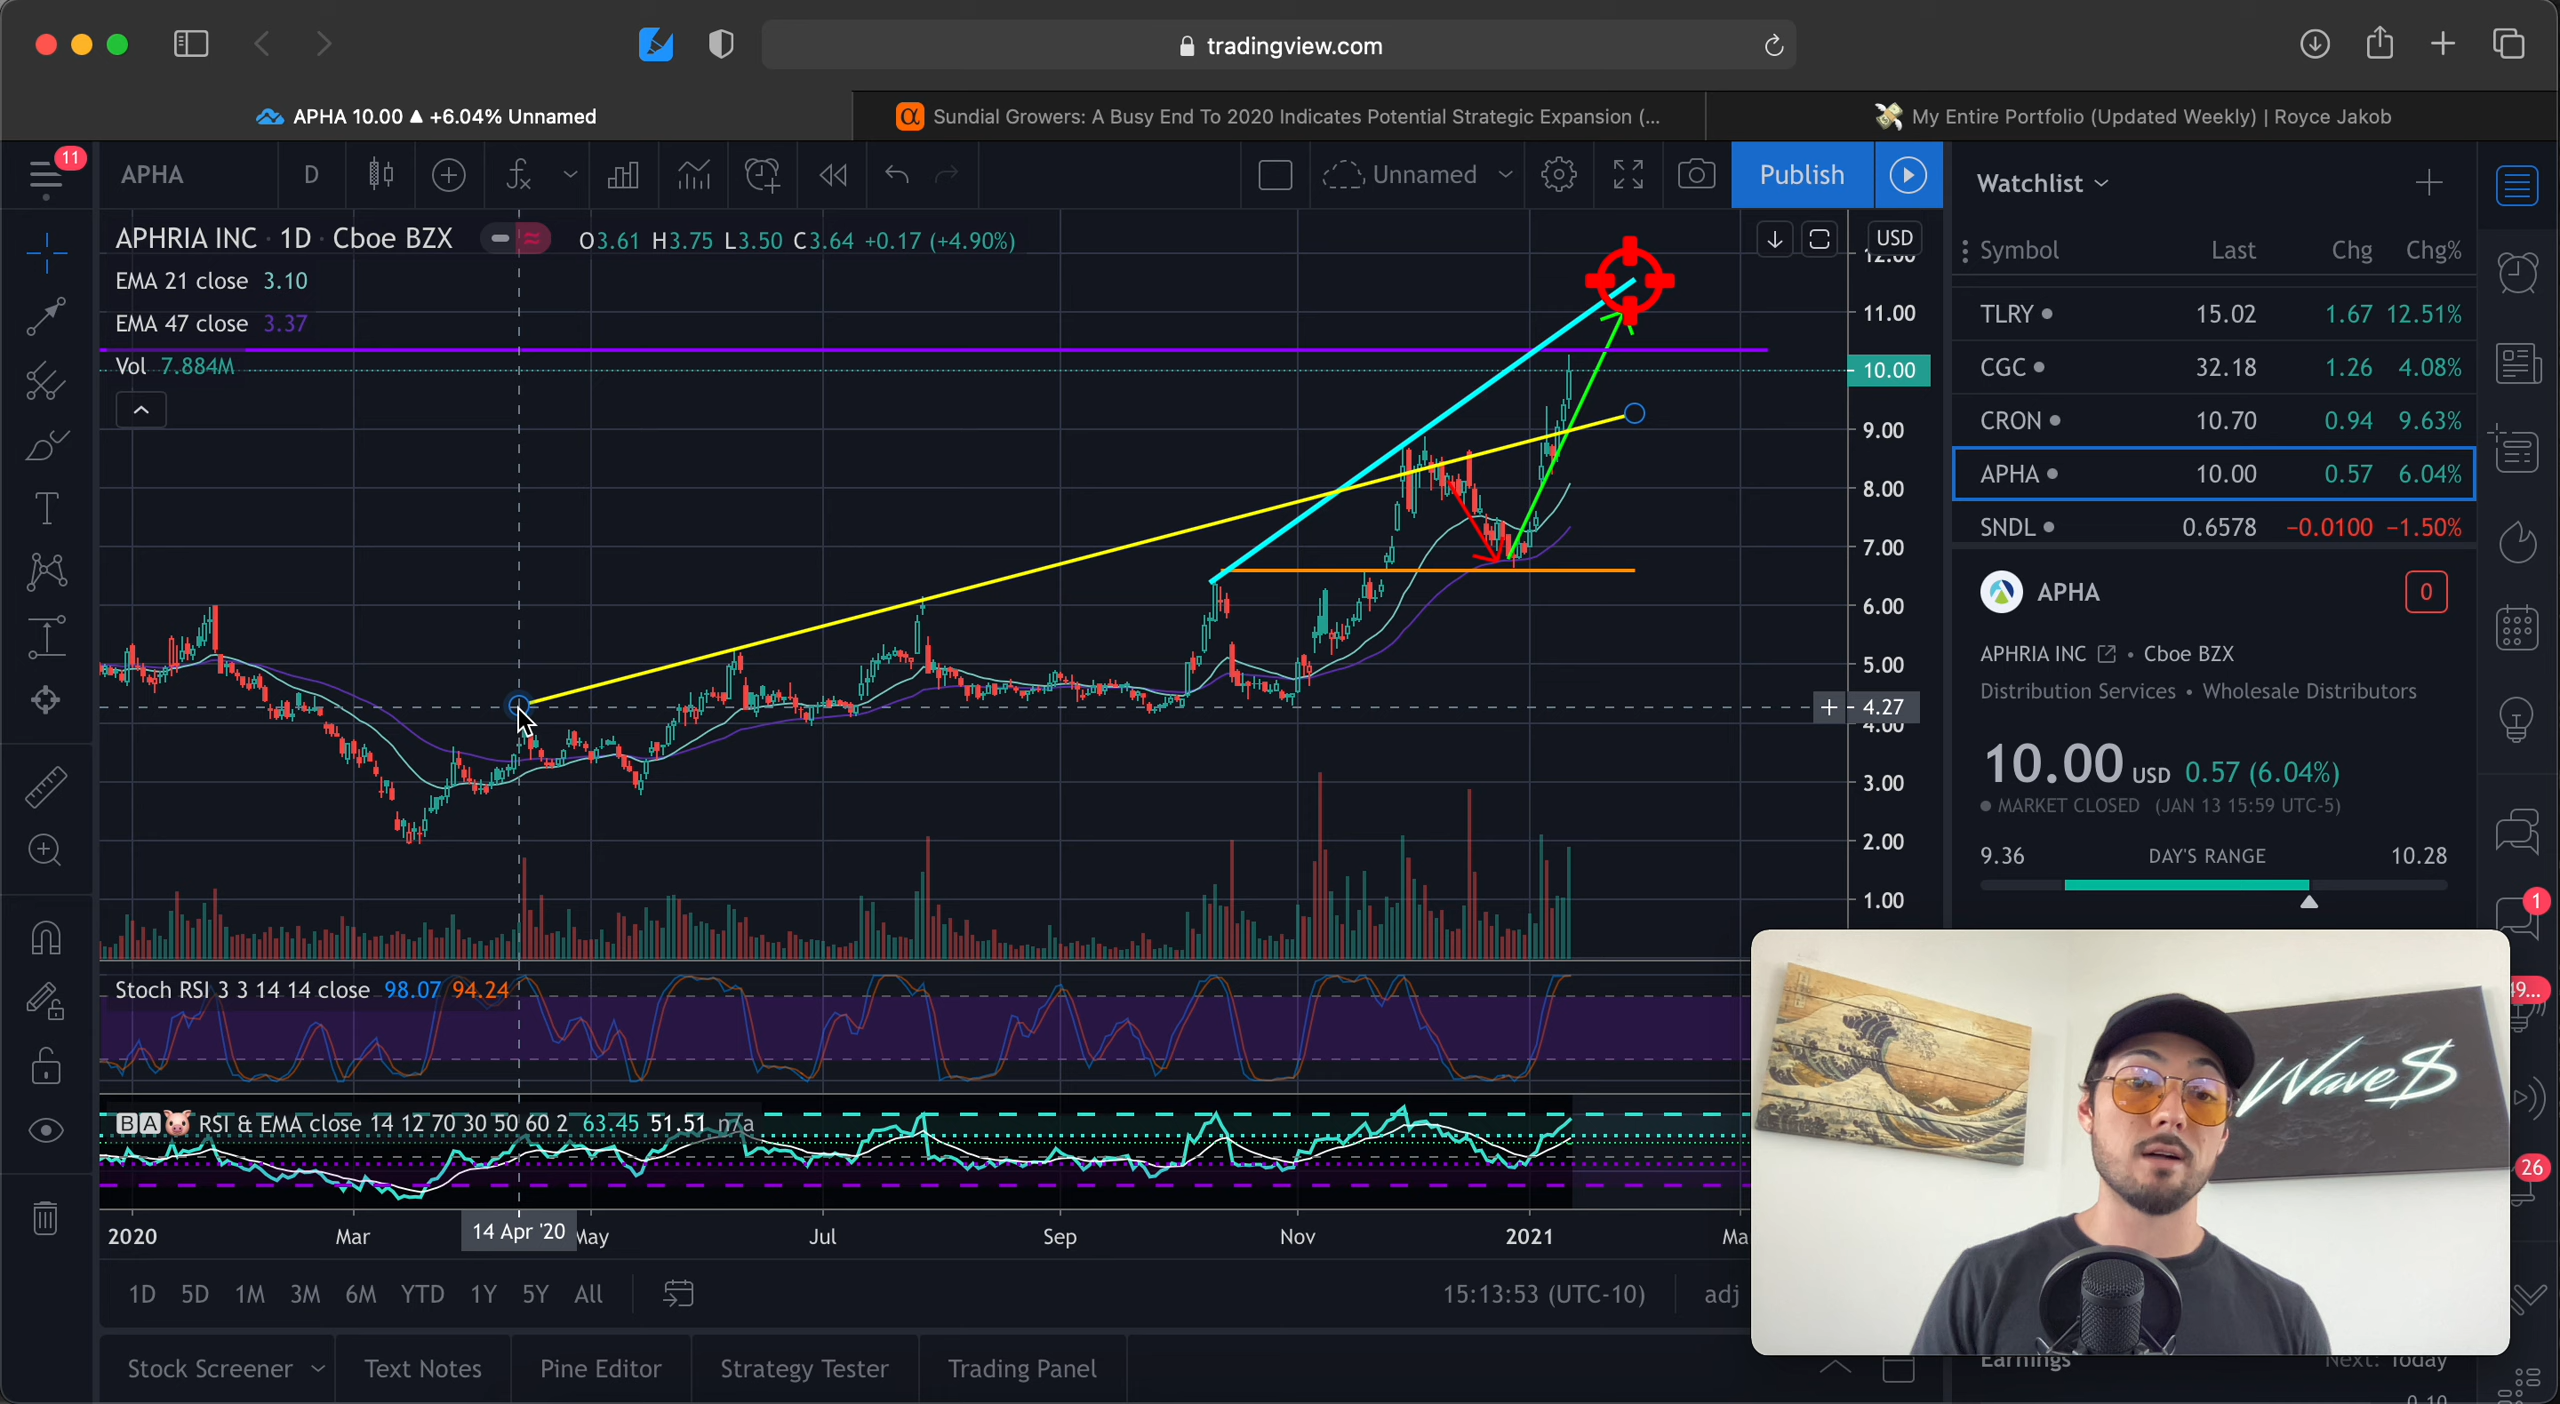 tradingview.com
APHA 10.00 ▲ +6.04% Unnamed
Sundial Growers: A Busy End To 2020 Indicates Potential Strategic Expansion (...
My Entire Portfolio (Updated Weekly) | Royce Jakob
11
APHA
D
Unnamed
Publish
Watchlist
APHRIA INC · 1D · Cboe BZX
O3.61 H3.75 L3.50 C3.64 +0.17 (+4.90%)
USD
EMA 21 close 3.10
EMA 47 close 3.37
Vol 7.884M
12.00
11.00
10.00
9.00
8.00
7.00
6.00
5.00
4.27
4.00
3.00
2.00
1.00
Symbol Last Chg Chg%
TLRY 15.02 1.67 12.51%
CGC 32.18 1.26 4.08%
CRON 10.70 0.94 9.63%
APHA 10.00 0.57 6.04%
SNDL 0.6578 −0.0100 −1.50%
APHA
0
APHRIA INC • Cboe BZX
Distribution Services • Wholesale Distributors
10.00 USD 0.57 (6.04%)
MARKET CLOSED (JAN 13 15:59 UTC-5)
9.36 DAY'S RANGE 10.28
1
Stoch RSI 3 3 14 14 close 98.07 94.24
BA🐷 RSI & EMA close 14 12 70 30 50 60 2 63.45 51.51 n/a
2020 Mar 14 Apr '20 May Jul Sep Nov 2021 Ma
Wave$
26
1D 5D 1M 3M 6M YTD 1Y 5Y All
15:13:53 (UTC-10)
adj
Stock Screener
Text Notes
Pine Editor
Strategy Tester
Trading Panel
Earnings
Next: Today